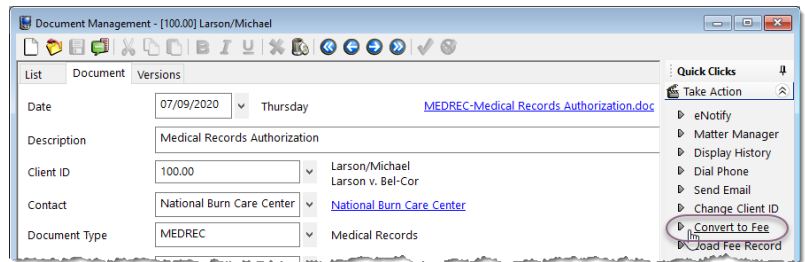 Document Management - [100.00] Larson/Michael
B I U
List Document Versions
Date 07/09/2020 Thursday MEDREC-Medical Records Authorization.doc
Description Medical Records Authorization
Client ID 100.00 Larson/Michael
Larson v. Bel-Cor
Contact National Burn Care Center National Burn Care Center
Document Type MEDREC Medical Records
Quick Clicks
Take Action
eNotify
Matter Manager
Display History
Dial Phone
Send Email
Change Client ID
Convert to Fee
Load Fee Record